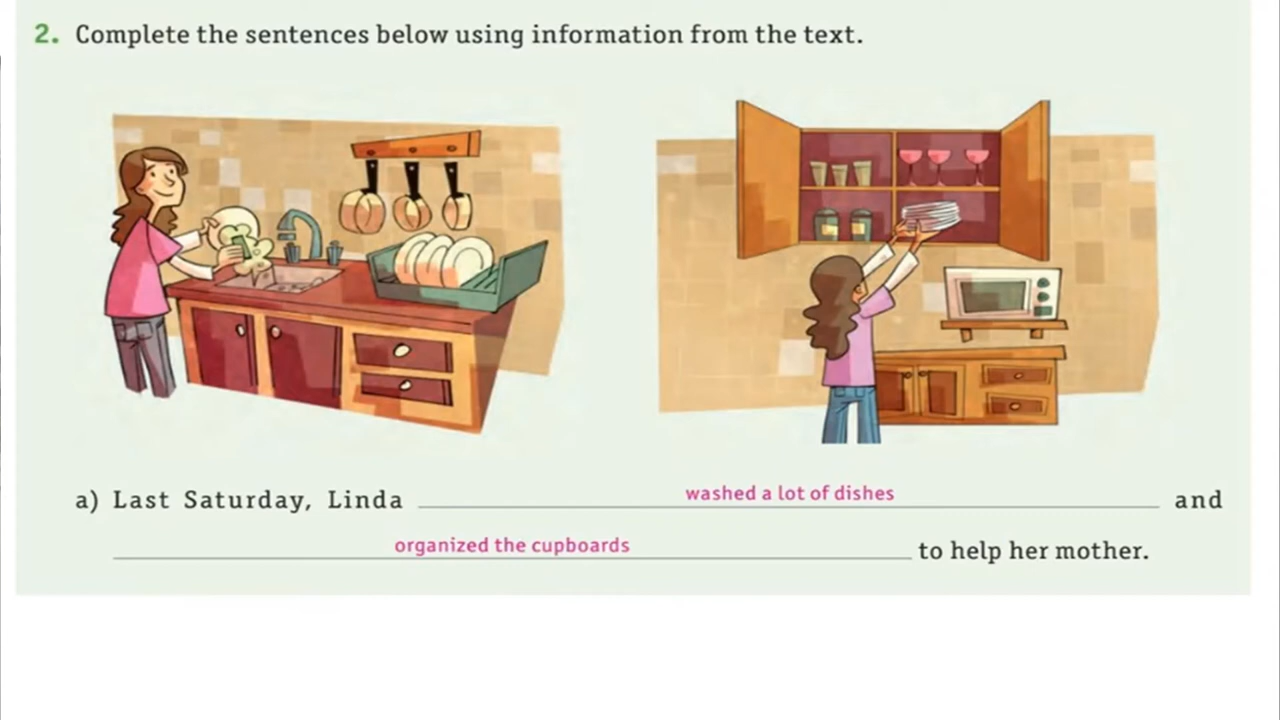 2. Complete the sentences below using information from the text.
a) Last Saturday, Linda washed a lot of dishes and
organized the cupboards to help her mother.